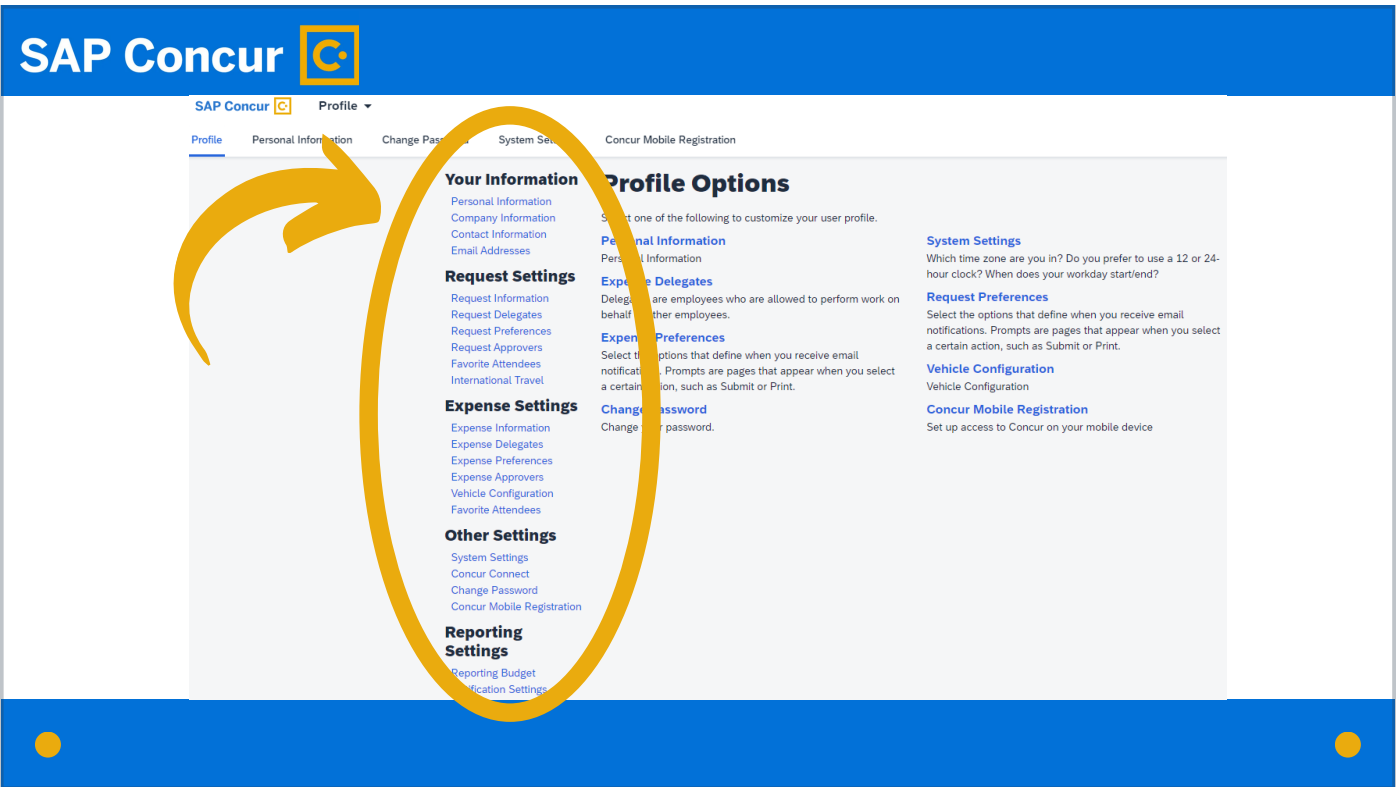 SAP Concur C
SAP Concur C Profile
Profile Personal Information Change System Concur Mobile Registration
Your Information
Personal Information
Company Information
Contact Information
Email Addresses
Request Settings
Request Information
Request Delegates
Request Preferences
Request Approvers
Favorite Attendees
International Travel
Expense Settings
Expense Information
Expense Delegates
Expense Preferences
Expense Approvers
Vehicle Configuration
Favorite Attendees
Other Settings
System Settings
Concur Connect
Change Password
Concur Mobile Registration
Reporting
Settings
Reporting Budget
Settings
Profile Options
one of the following to customize your user profile.
Personal Information
Personal Information
Expense Delegates
Delegates are employees who are allowed to perform work on
behalf other employees.
Expense Preferences
Select the options that define when you receive email
notifications. Prompts are pages that appear when you select
a certain action, such as Submit or Print.
Change Password
Change your password.
System Settings
Which time zone are you in? Do you prefer to use a 12 or 24-
hour clock? When does your workday start/end?
Request Preferences
Select the options that define when you receive email
notifications. Prompts are pages that appear when you select
a certain action, such as Submit or Print.
Vehicle Configuration
Vehicle Configuration
Concur Mobile Registration
Set up access to Concur on your mobile device